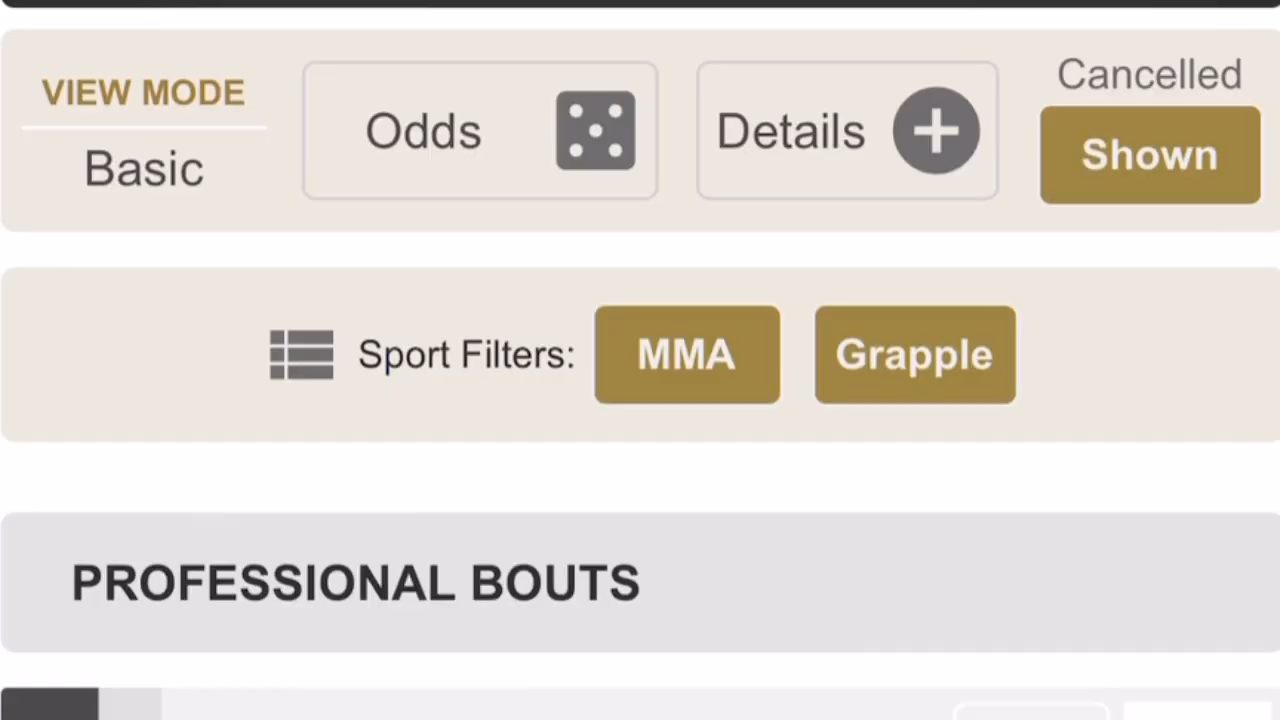 VIEW MODE
Basic
Odds
Details
Cancelled
Shown
Sport Filters:
MMA
Grapple
PROFESSIONAL BOUTS